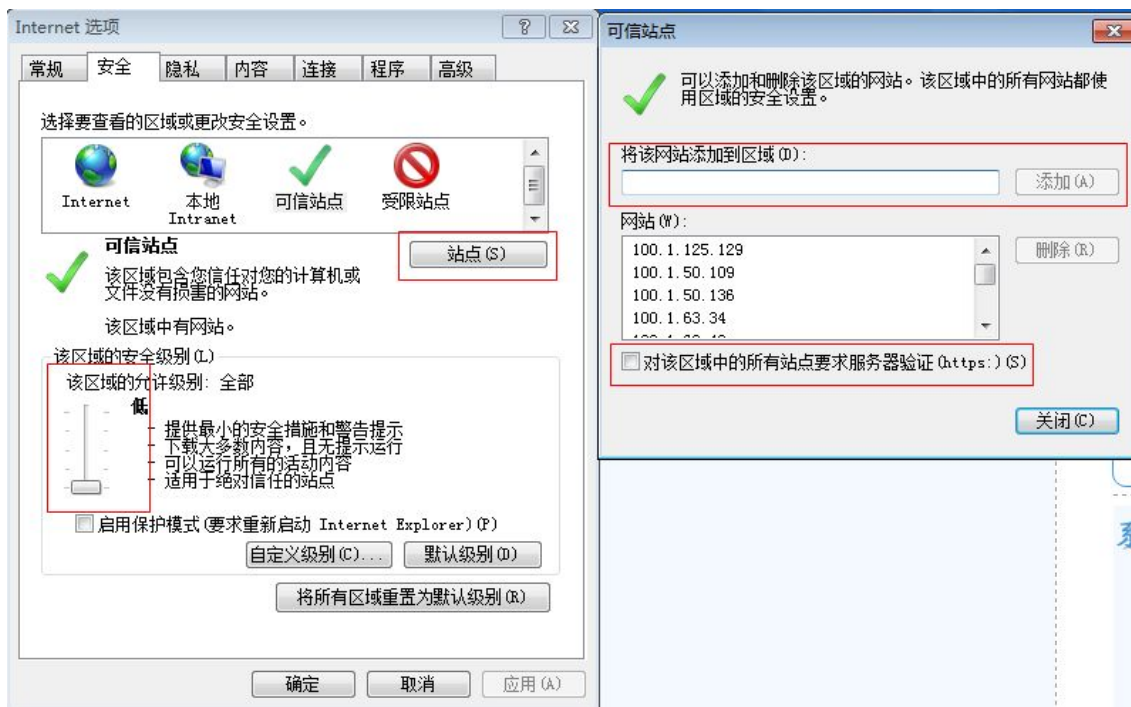 Internet 选项
常规 安全 隐私 内容 连接 程序 高级
选择要查看的区域或更改安全设置。
Internet
本地
Intranet
可信站点
受限站点
可信站点
站点(S)
该区域包含您信任对您的计算机或
文件没有损害的网站。
该区域中有网站。
该区域的安全级别(L)
该区域的允许级别: 全部
低
- 提供最小的安全措施和警告提示
- 下载大多数内容，且无提示运行
- 可以运行所有的活动内容
- 适用于绝对信任的站点
启用保护模式(要求重新启动 Internet Explorer)(P)
自定义级别(C)... 默认级别(D)
将所有区域重置为默认级别(R)
确定 取消 应用(A)
可信站点
可以添加和删除该区域的网站。该区域中的所有网站都使
用区域的安全设置。
将该网站添加到区域(D):
添加(A)
网站(W):
100.1.125.129
100.1.50.109
100.1.50.136
100.1.63.34
删除(R)
对该区域中的所有站点要求服务器验证(https:)(S)
关闭(C)